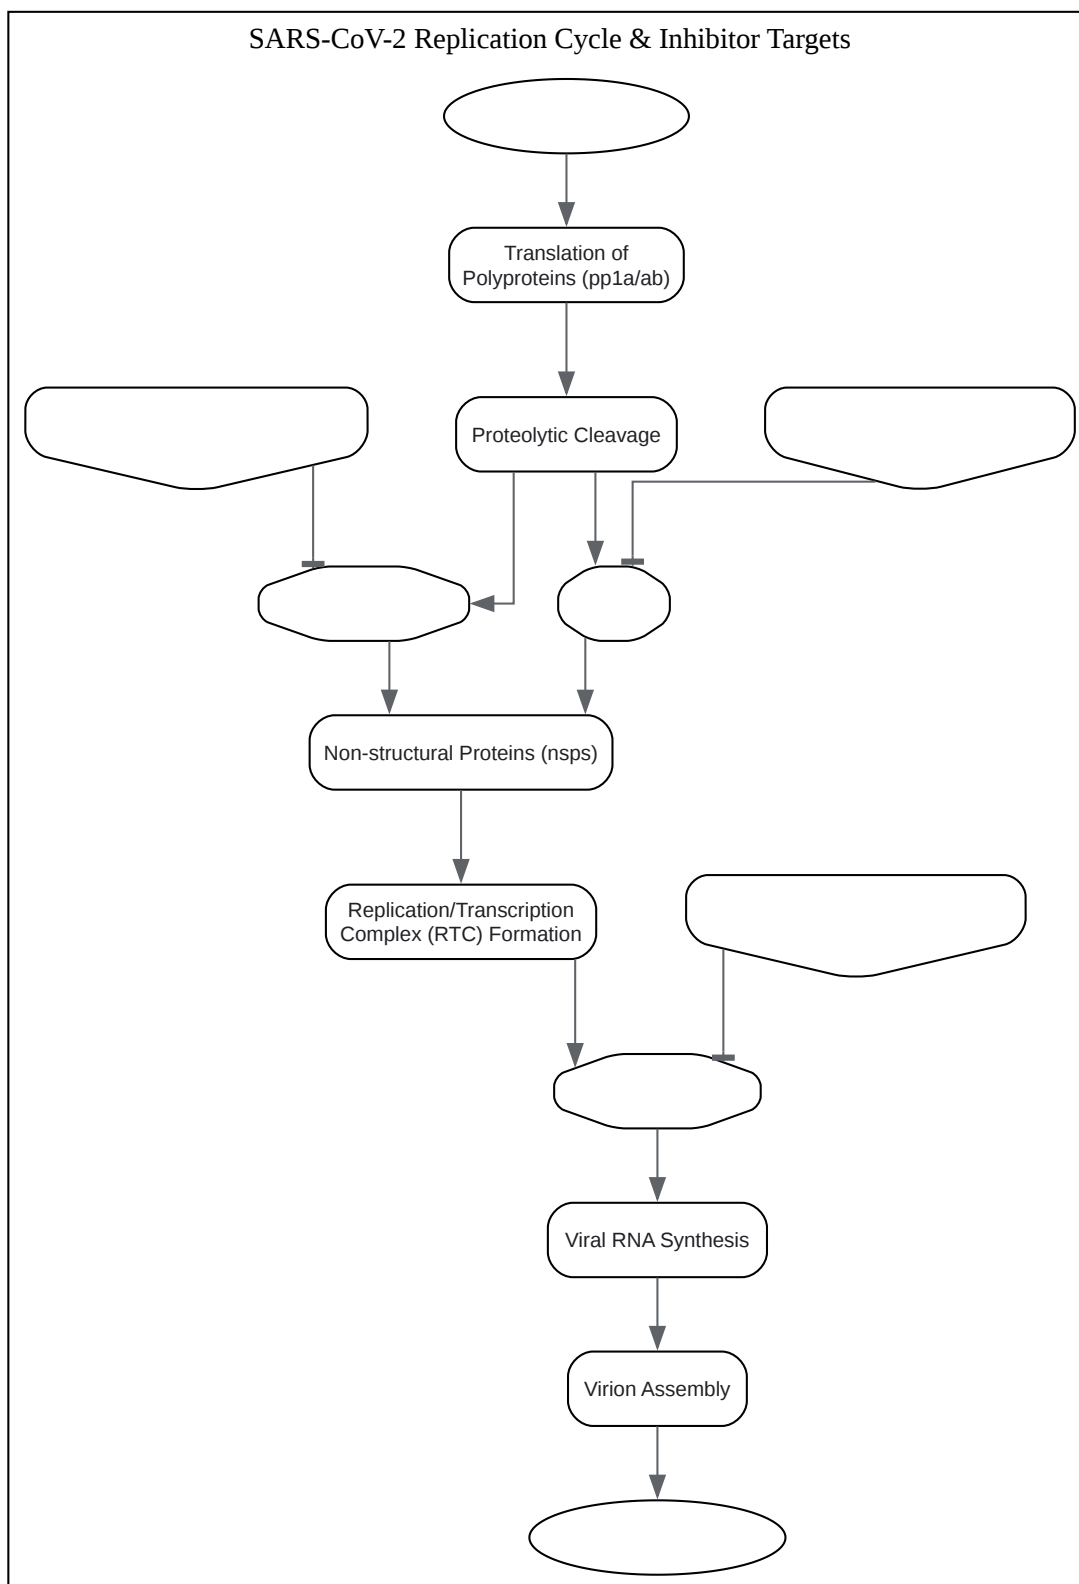 SARS-CoV-2 Replication Cycle & Inhibitor Targets
Translation of
Polyproteins (pp1a/ab)
Proteolytic Cleavage
Non-structural Proteins (nsps)
Replication/Transcription
Complex (RTC) Formation
Viral RNA Synthesis
Virion Assembly